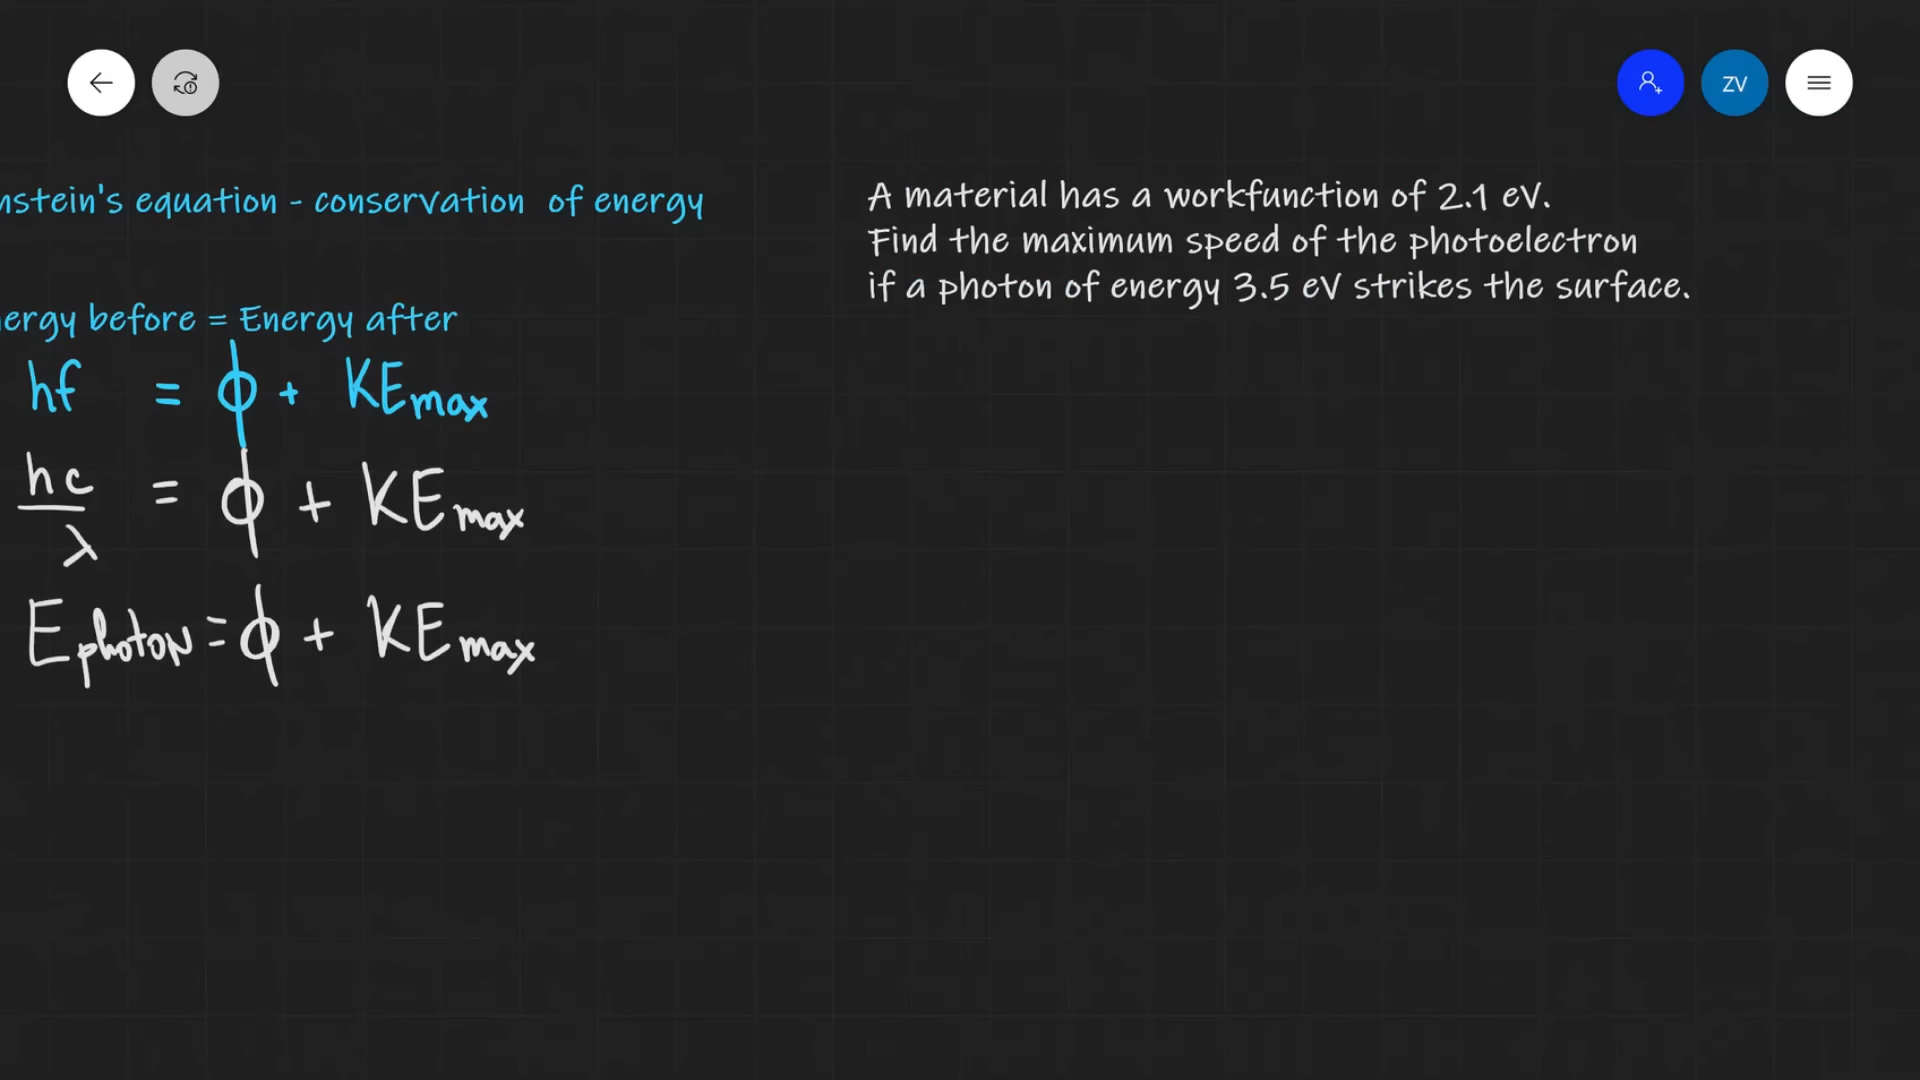 ZV
nstein's equation - conservation of energy
ergy before = Energy after
hf = ϕ + KEmax
hc/λ = ϕ + KEmax
Ephoton = ϕ + KEmax
A material has a workfunction of 2.1 eV.
Find the maximum speed of the photoelectron
if a photon of energy 3.5 eV strikes the surface.